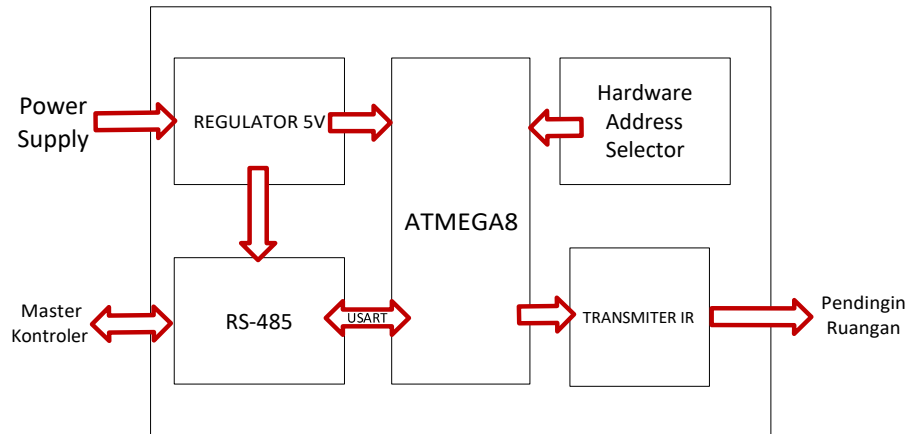 Power
Supply
REGULATOR 5V
Hardware
Address
Selector
ATMEGA8
Master
Kontroler
RS-485
USART
TRANSMITER IR
Pendingin
Ruangan